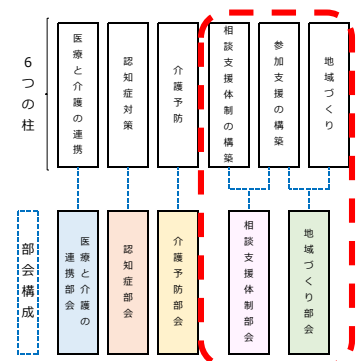 6つの柱
医療と介護の連携
認知症対策
介護予防
相談支援体制の構築
参加支援の構築
地域づくり
部会構成
医療と介護の
連携部会
認知症部会
介護予防部会
相談支援体制部会
地域づくり部会